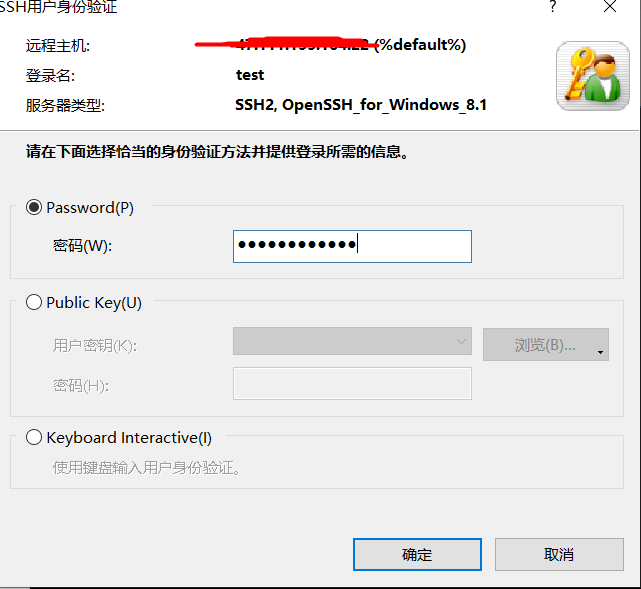 SSH用户身份验证
?
远程主机: (%default%)
登录名: test
服务器类型: SSH2, OpenSSH_for_Windows_8.1
请在下面选择恰当的身份验证方法并提供登录所需的信息。
Password(P)
密码(W): ●●●●●●●●●●●●
Public Key(U)
用户密钥(K): 浏览(B)...
密码(H):
Keyboard Interactive(I)
使用键盘输入用户身份验证。
确定 取消